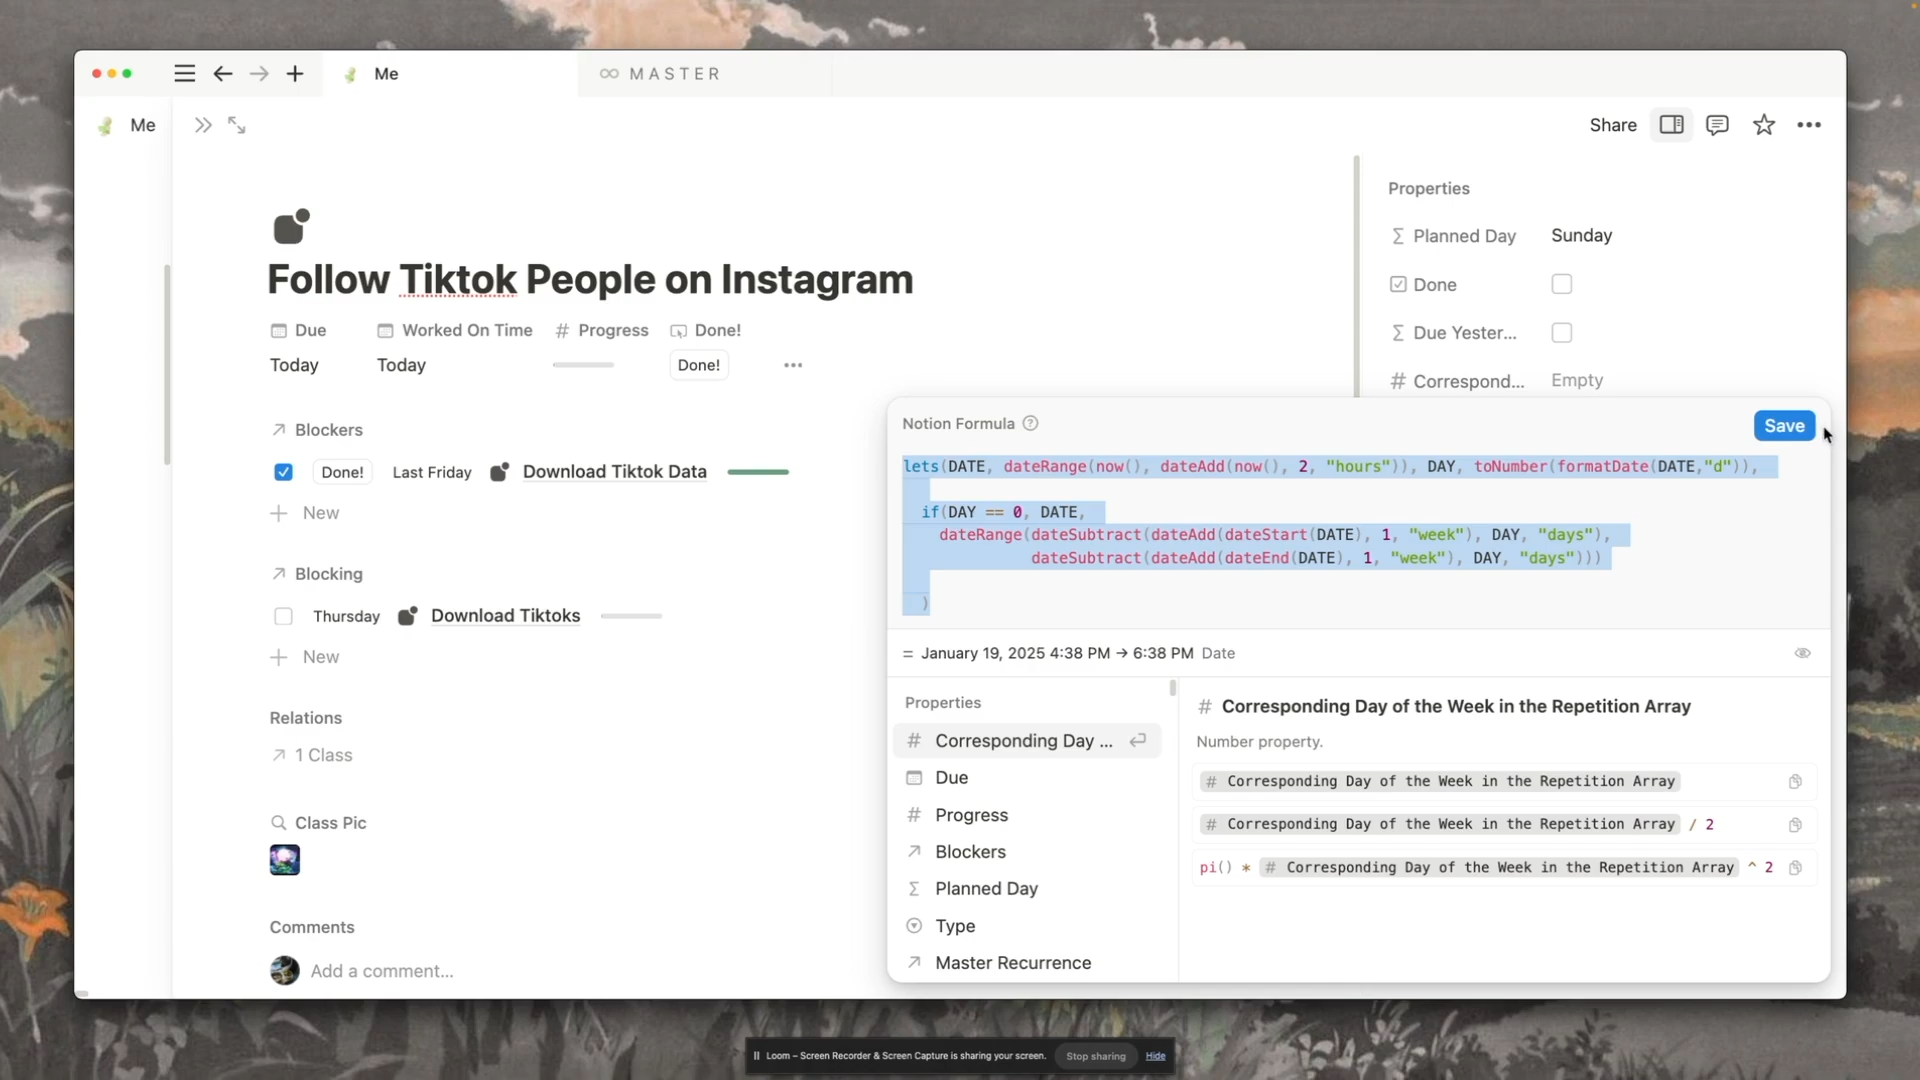 Me
MASTER
Me
Share
Follow Tiktok People on Instagram
Due
Worked On Time
# Progress
Done!
Today
Today
Done!
Blockers
Done!
Last Friday
Download Tiktok Data
+ New
Blocking
Thursday
Download Tiktoks
+ New
Relations
1 Class
Class Pic
Comments
Add a comment...
Properties
Σ Planned Day
Sunday
Done
Σ Due Yester...
# Correspond...
Empty
Notion Formula ?
Save
lets(DATE, dateRange(now(), dateAdd(now(), 2, "hours")), DAY, toNumber(formatDate(DATE,"d")),
if(DAY == 0, DATE,
dateRange(dateSubtract(dateAdd(dateStart(DATE), 1, "week"), DAY, "days"),
dateSubtract(dateAdd(dateEnd(DATE), 1, "week"), DAY, "days")))
)
= January 19, 2025 4:38 PM → 6:38 PM Date
Properties
# Corresponding Day ...
Due
# Progress
Blockers
Σ Planned Day
Type
Master Recurrence
# Corresponding Day of the Week in the Repetition Array
Number property.
# Corresponding Day of the Week in the Repetition Array
# Corresponding Day of the Week in the Repetition Array / 2
pi() * # Corresponding Day of the Week in the Repetition Array ^ 2
Loom – Screen Recorder & Screen Capture is sharing your screen.
Stop sharing
Hide